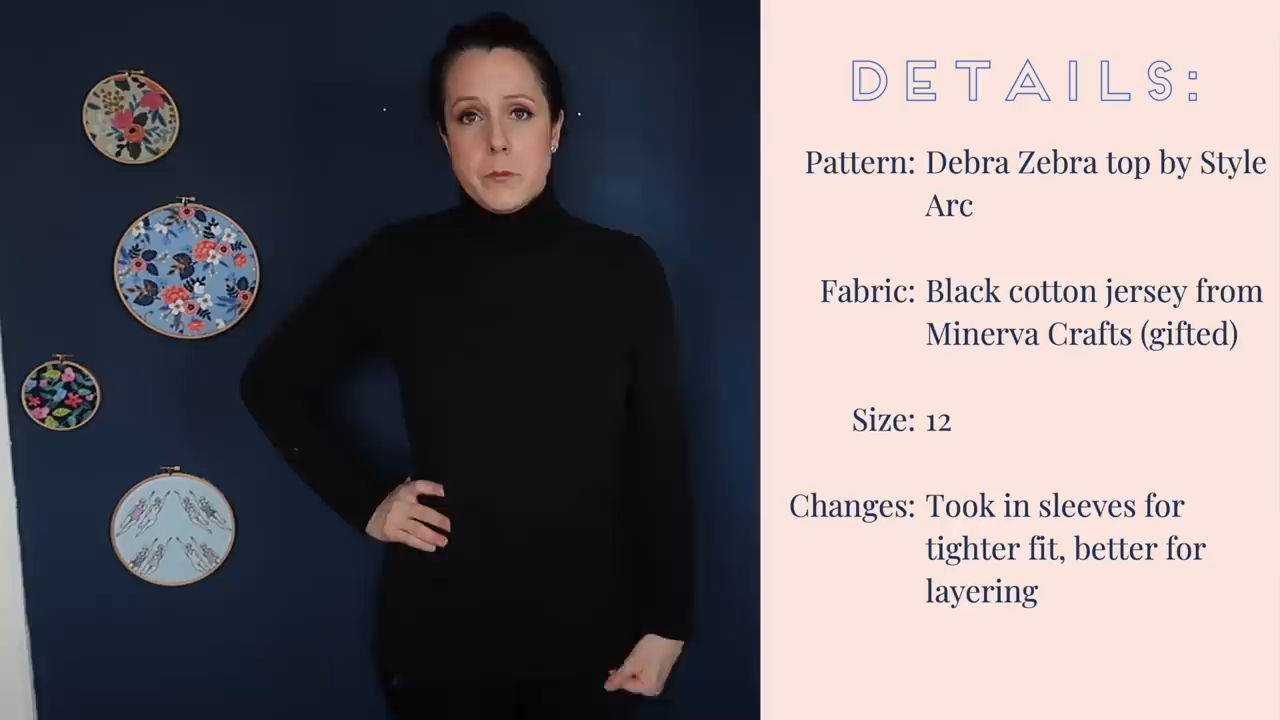 DETAILS:
Pattern: Debra Zebra top by Style
Arc
Fabric: Black cotton jersey from
Minerva Crafts (gifted)
Size: 12
Changes: Took in sleeves for
tighter fit, better for
layering